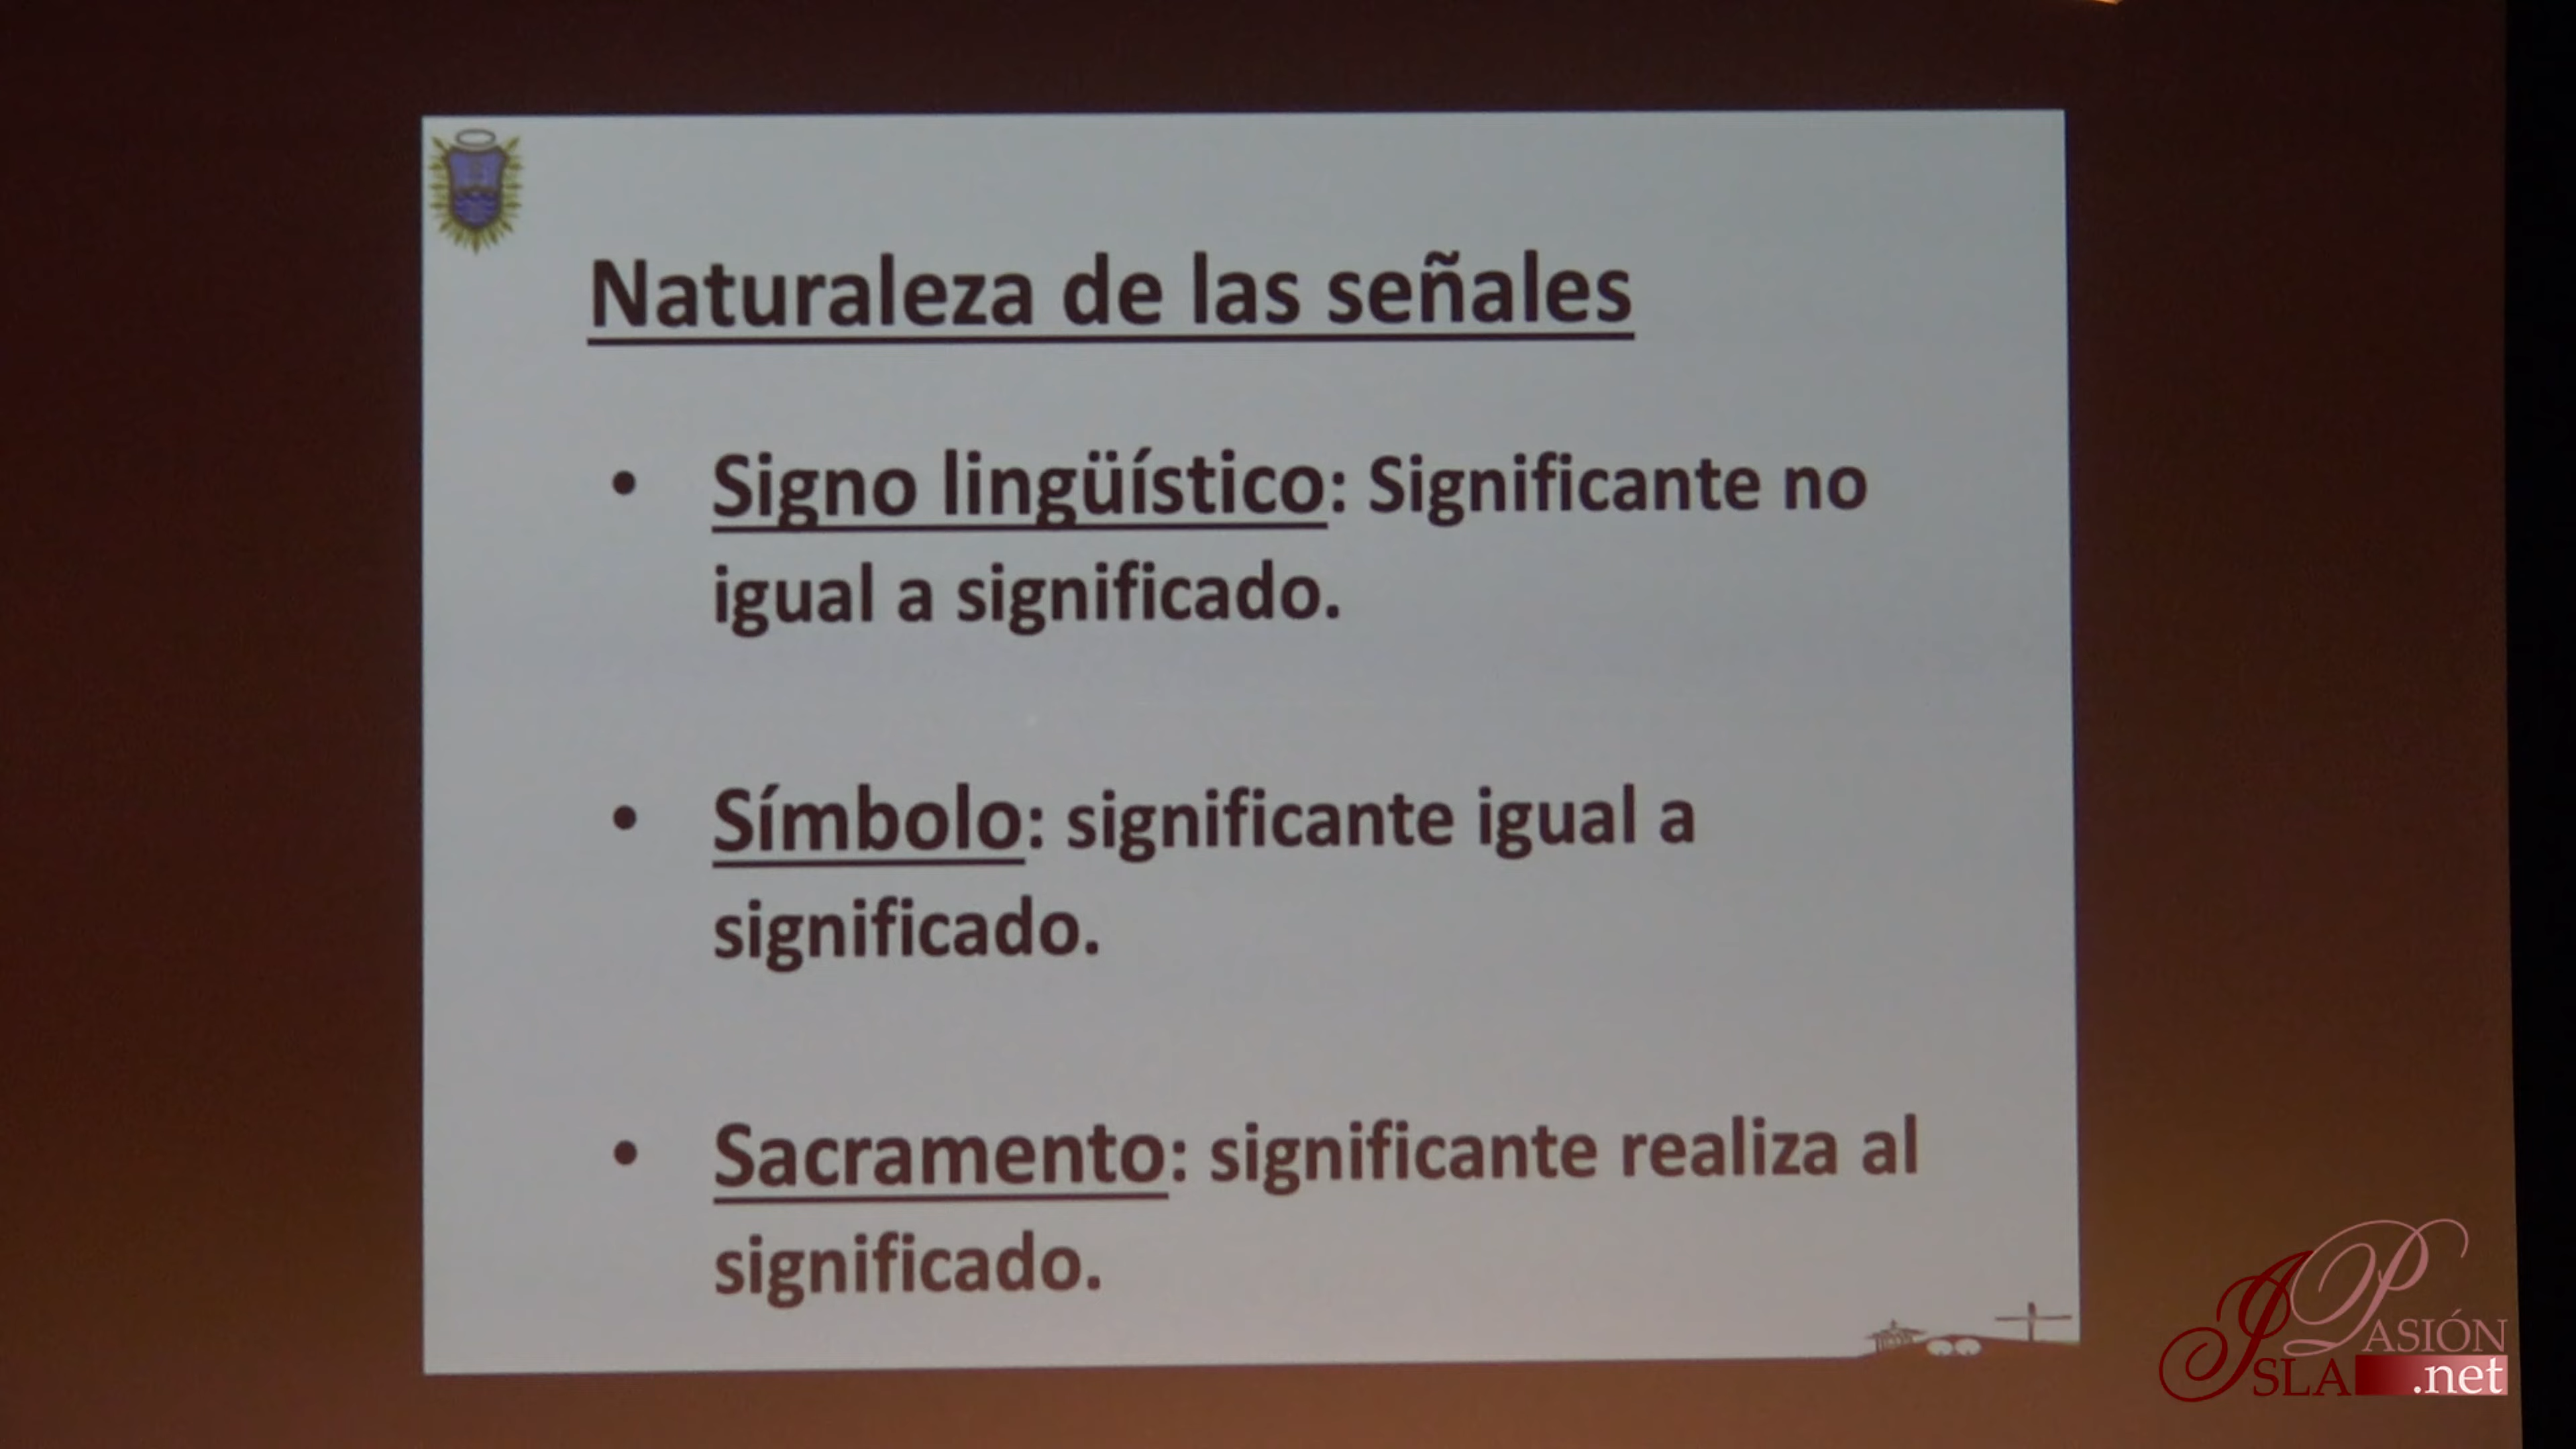 Naturaleza de las señales
• Signo lingüístico: Significante no
igual a significado.
• Símbolo: significante igual a
significado.
• Sacramento: significante realiza al
significado.
ISLA PASIÓN
.net